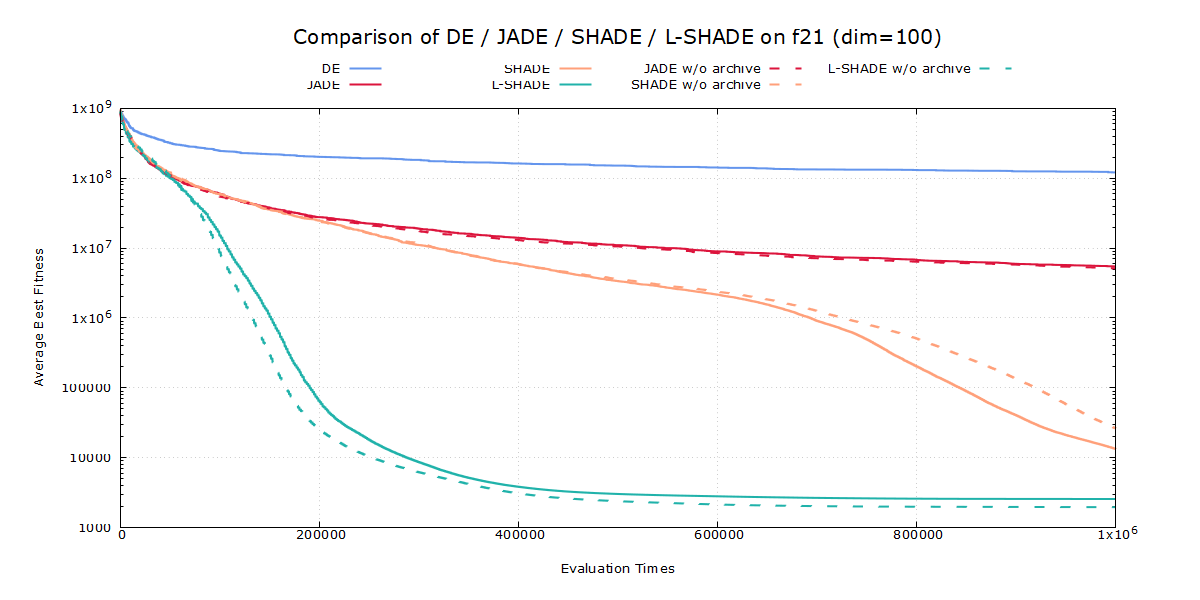 Comparison of DE / JADE / SHADE / L-SHADE on f21 (dim=100)
DE SHADE JADE w/o archive L-SHADE w/o archive
JADE L-SHADE SHADE w/o archive
1x10^9
1x10^8
1x10^7
1x10^6
100000
10000
1000
Average Best Fitness
0 200000 400000 600000 800000 1x10^6
Evaluation Times